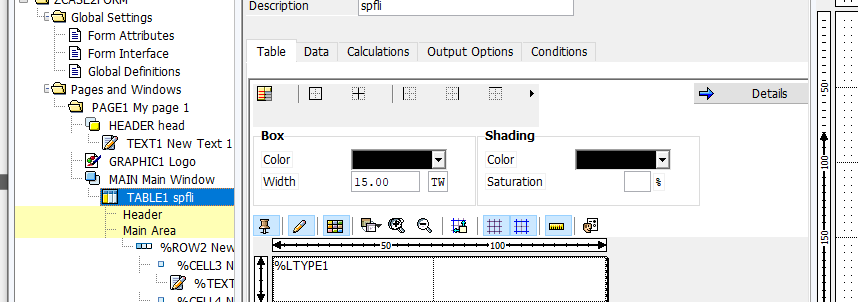 ZCASE2FORM
Global Settings
Form Attributes
Form Interface
Global Definitions
Pages and Windows
PAGE1 My page 1
HEADER head
TEXT1 New Text 1
GRAPHIC1 Logo
MAIN Main Window
TABLE1 spfli
Header
Main Area
%ROW2 New
%CELL3 N
%TEXT
%CELL4 N
Description spfli
Table Data Calculations Output Options Conditions
Details
Box Shading
Color Color
Width 15.00 TW Saturation %
50 100
%LTYPE1
50
100
150